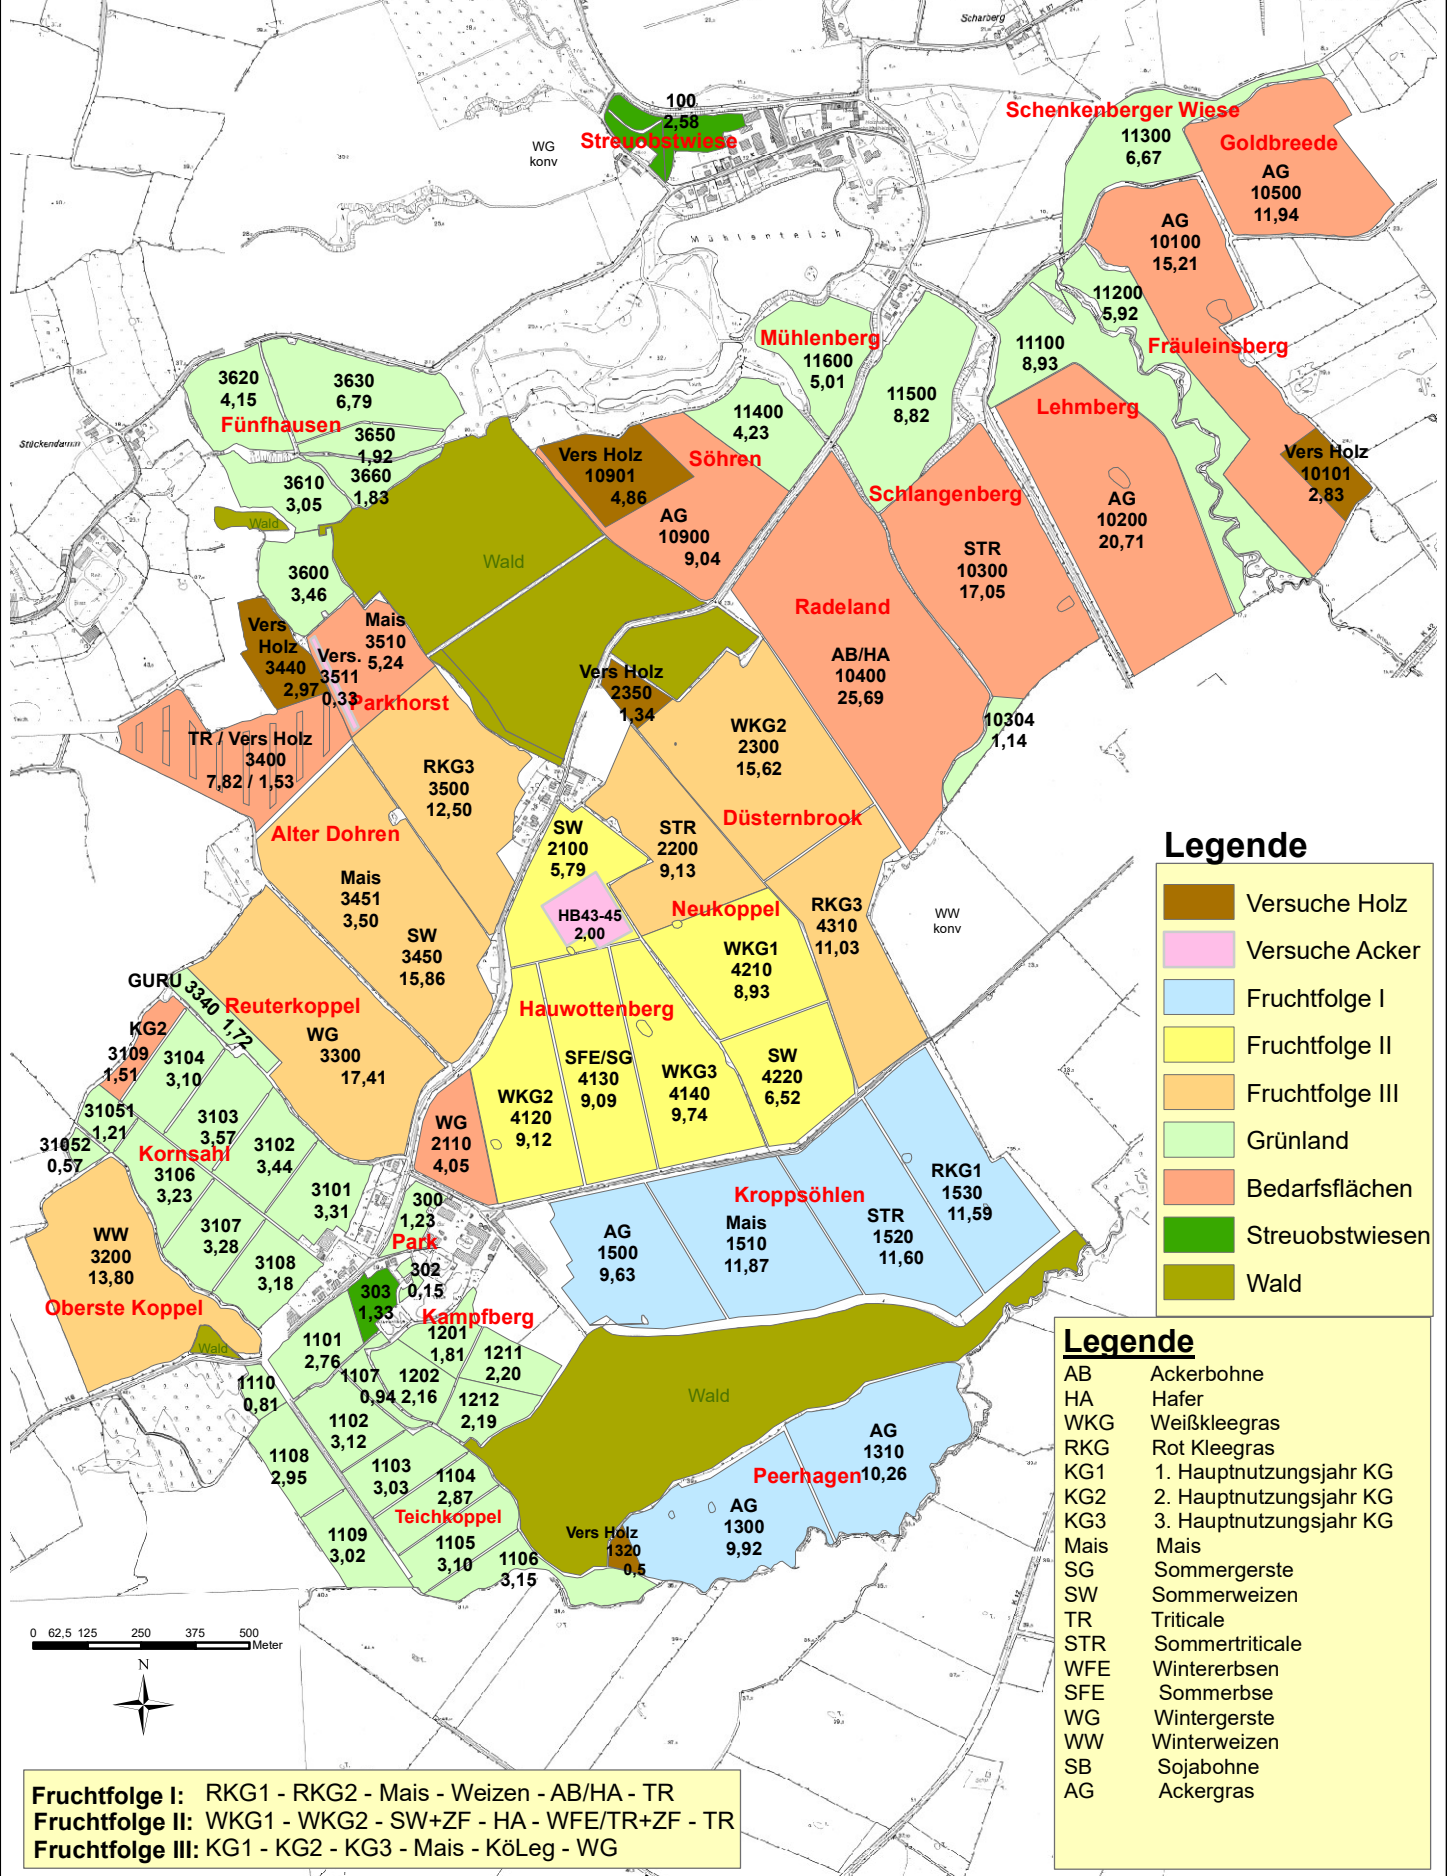 Scharberg
100
2,58
Streuobstwiese
WG
konv
Mühlenteich
Schenkenberger Wiese
11300
6,67
Goldbreede
AG
10500
11,94
AG
10100
15,21
11200
5,92
Fräuleinsberg
11100
8,93
Mühlenberg
11600
5,01
11500
8,82
Lehmberg
3620
4,15
3630
6,79
Fünfhausen
3650
1,92
3660
1,83
3610
3,05
Wald
Stückendamm
11400
4,23
Söhren
Vers Holz
10901
4,86
AG
10900
9,04
Schlangenberg
STR
10300
17,05
AG
10200
20,71
Vers Holz
10101
2,83
Wald
3600
3,46
Vers
Holz
3440
2,97
Vers.
3511
0,33
Mais
3510
5,24
Parkhorst
Radeland
AB/HA
10400
25,69
10304
1,14
Vers Holz
2350
1,34
TR / Vers Holz
3400
7,82 / 1,53
RKG3
3500
12,50
WKG2
2300
15,62
Düsternbrook
Alter Dohren
SW
2100
5,79
STR
2200
9,13
Mais
3451
3,50
SW
3450
15,86
HB43-45
2,00
Neukoppel
RKG3
4310
11,03
WW
konv
WKG1
4210
8,93
GURU
3340 1,72
Reuterkoppel
WG
3300
17,41
Hauwottenberg
KG2
3109
1,51
3104
3,10
SFE/SG
4130
9,09
WKG3
4140
9,74
SW
4220
6,52
WKG2
4120
9,12
31051
1,21
31052
0,57
3103
3,57
Kornsahl
3106
3,23
3102
3,44
3101
3,31
WG
2110
4,05
300
1,23
Park
302
0,15
303
1,33
3107
3,28
3108
3,18
WW
3200
13,80
Oberste Koppel
Wald
Kroppsöhlen
AG
1500
9,63
Mais
1510
11,87
STR
1520
11,60
RKG1
1530
11,59
Kampfberg
1201
1,81
1211
2,20
1101
2,76
1107
0,94
1202
2,16
1212
2,19
1110
0,81
1102
3,12
1108
2,95
1103
3,03
1104
2,87
Teichkoppel
1109
3,02
1105
3,10
1106
3,15
Wald
Peerhagen
AG
1310
10,26
AG
1300
9,92
Vers Holz
1320
0,5
Legende
Versuche Holz
Versuche Acker
Fruchtfolge I
Fruchtfolge II
Fruchtfolge III
Grünland
Bedarfsflächen
Streuobstwiesen
Wald
Legende
AB Ackerbohne
HA Hafer
WKG Weißkleegras
RKG Rot Kleegras
KG1 1. Hauptnutzungsjahr KG
KG2 2. Hauptnutzungsjahr KG
KG3 3. Hauptnutzungsjahr KG
Mais Mais
SG Sommergerste
SW Sommerweizen
TR Triticale
STR Sommertriticale
WFE Wintererbsen
SFE Sommerbse
WG Wintergerste
WW Winterweizen
SB Sojabohne
AG Ackergras
0 62,5 125 250 375 500
Meter
N
Fruchtfolge I: RKG1 - RKG2 - Mais - Weizen - AB/HA - TR
Fruchtfolge II: WKG1 - WKG2 - SW+ZF - HA - WFE/TR+ZF - TR
Fruchtfolge III: KG1 - KG2 - KG3 - Mais - KöLeg - WG